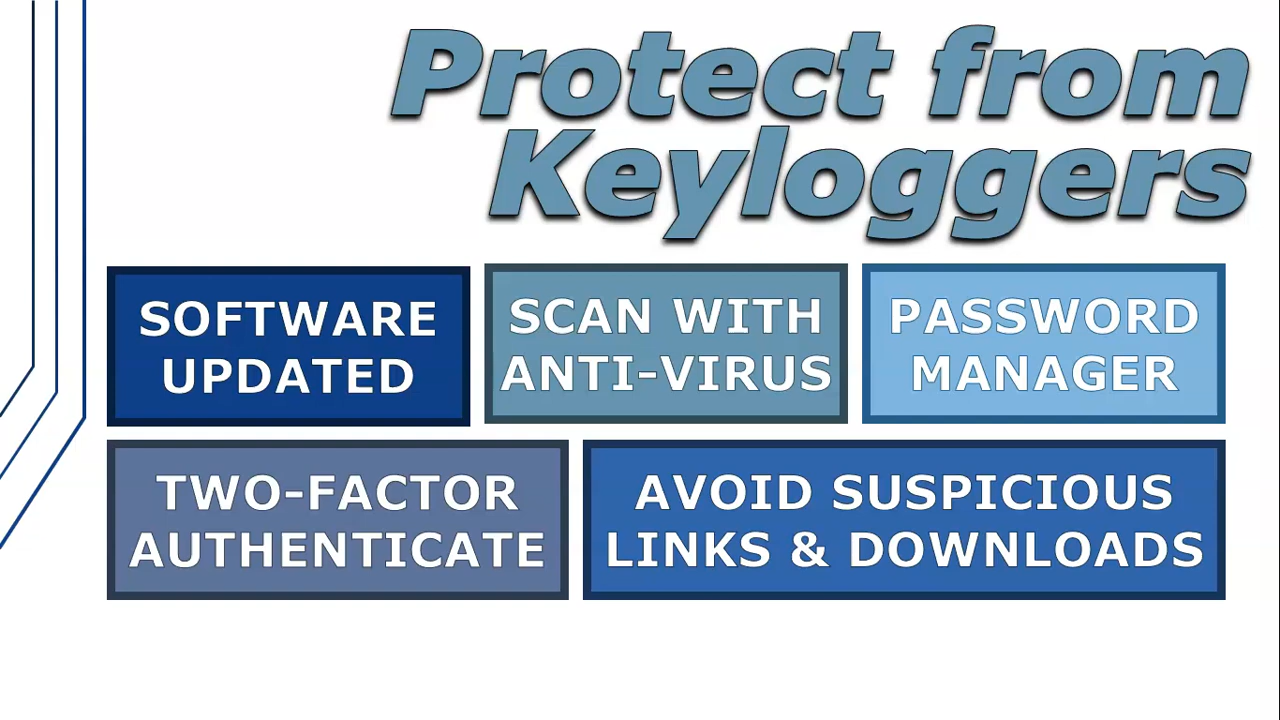 Protect from
Keyloggers
SOFTWARE
UPDATED
SCAN WITH
ANTI-VIRUS
PASSWORD
MANAGER
TWO-FACTOR
AUTHENTICATE
AVOID SUSPICIOUS
LINKS & DOWNLOADS